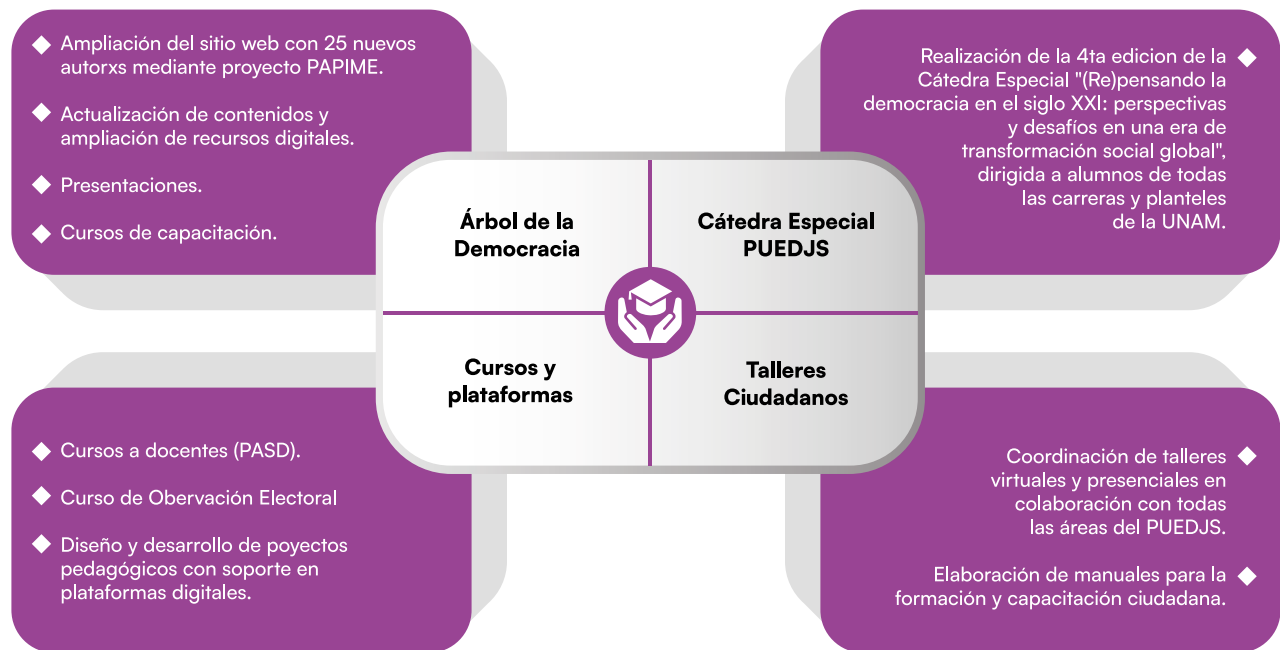 Ampliación del sitio web con 25 nuevos
autorxs mediante proyecto PAPIME.
Actualización de contenidos y
ampliación de recursos digitales.
Presentaciones.
Cursos de capacitación.
Árbol de la
Democracia
Cátedra Especial
PUEDJS
Realización de la 4ta edicion de la
Cátedra Especial "(Re)pensando la
democracia en el siglo XXI: perspectivas
y desafíos en una era de
transformación social global",
dirigida a alumnos de todas
las carreras y planteles
de la UNAM.
Cursos y
plataformas
Talleres
Ciudadanos
Cursos a docentes (PASD).
Curso de Obervación Electoral
Diseño y desarrollo de poyectos
pedagógicos con soporte en
plataformas digitales.
Coordinación de talleres
virtuales y presenciales en
colaboración con todas
las áreas del PUEDJS.
Elaboración de manuales para la
formación y capacitación ciudadana.